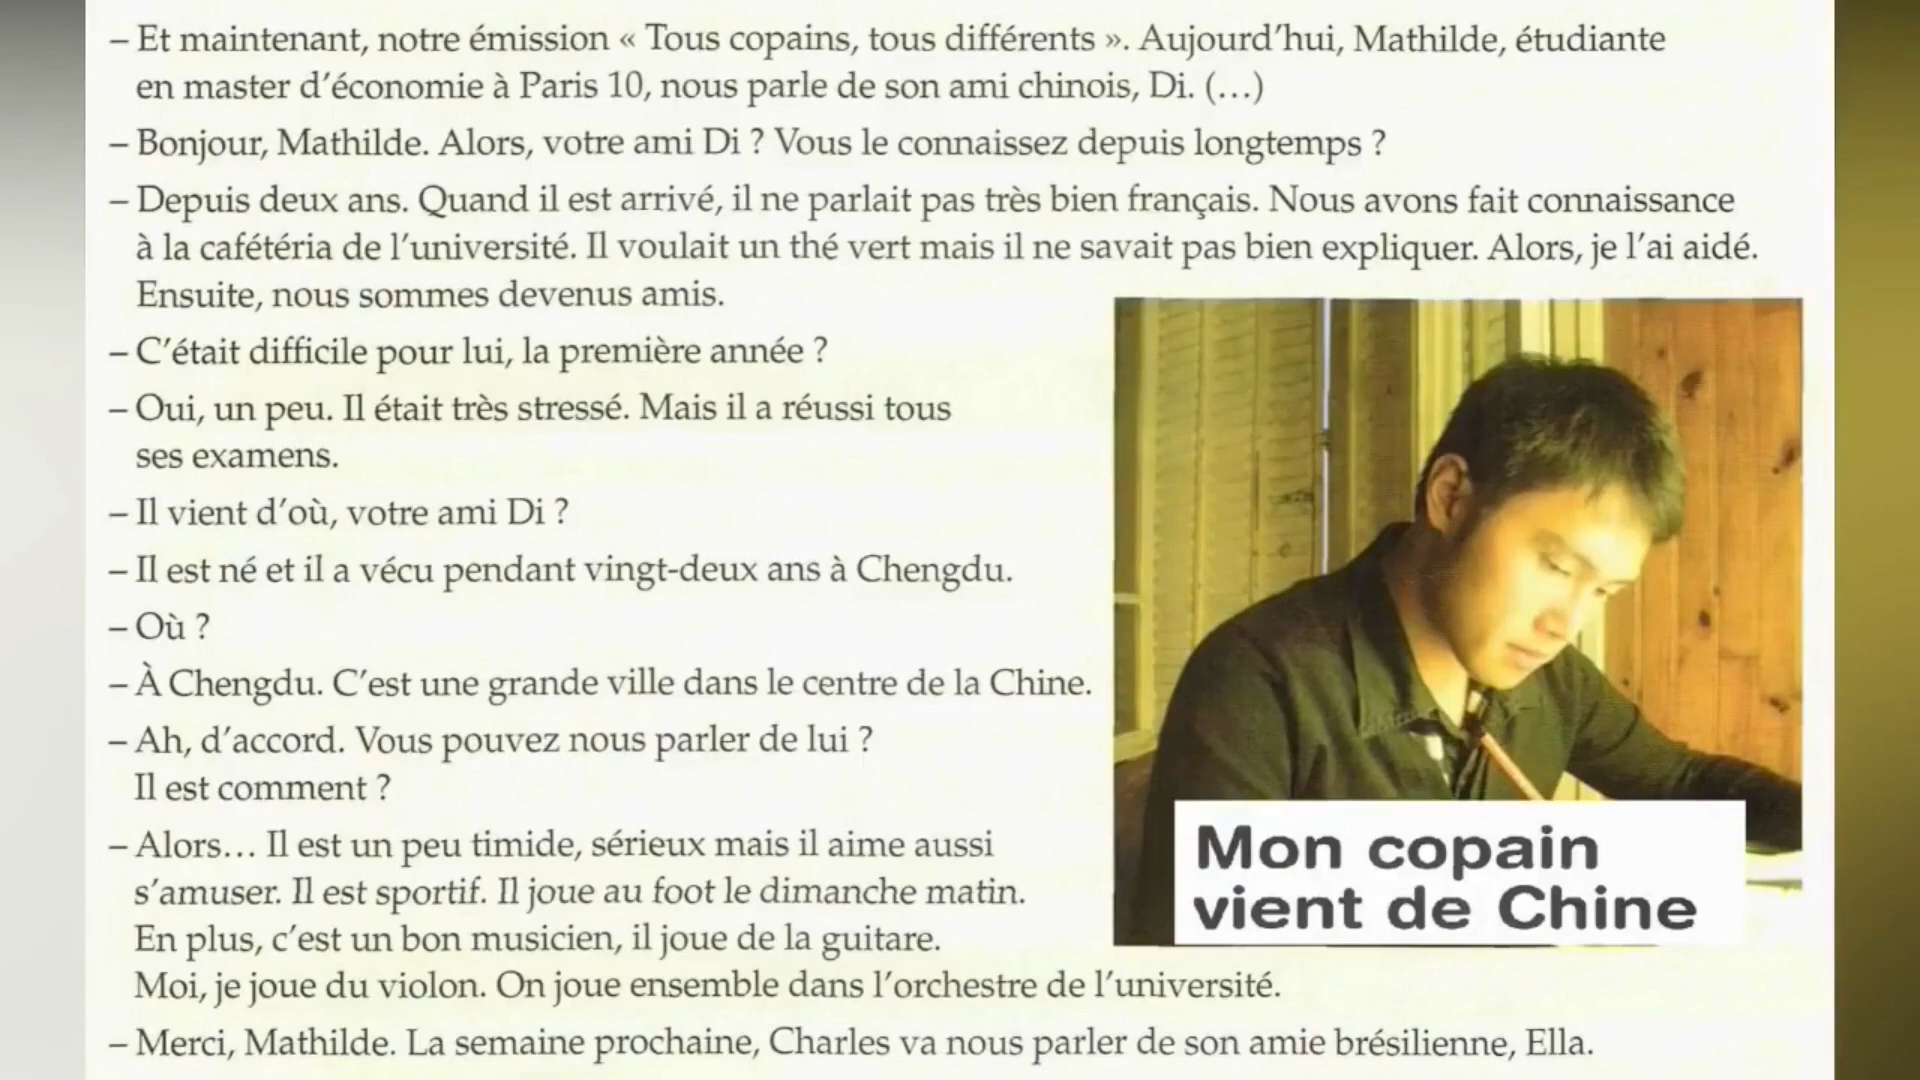 – Et maintenant, notre émission « Tous copains, tous différents ». Aujourd’hui, Mathilde, étudiante
en master d’économie à Paris 10, nous parle de son ami chinois, Di. (…)
– Bonjour, Mathilde. Alors, votre ami Di ? Vous le connaissez depuis longtemps ?
– Depuis deux ans. Quand il est arrivé, il ne parlait pas très bien français. Nous avons fait connaissance
à la cafétéria de l’université. Il voulait un thé vert mais il ne savait pas bien expliquer. Alors, je l’ai aidé.
Ensuite, nous sommes devenus amis.
– C’était difficile pour lui, la première année ?
– Oui, un peu. Il était très stressé. Mais il a réussi tous
ses examens.
– Il vient d’où, votre ami Di ?
– Il est né et il a vécu pendant vingt-deux ans à Chengdu.
– Où ?
– À Chengdu. C’est une grande ville dans le centre de la Chine.
– Ah, d’accord. Vous pouvez nous parler de lui ?
Il est comment ?
– Alors… Il est un peu timide, sérieux mais il aime aussi
s’amuser. Il est sportif. Il joue au foot le dimanche matin.
En plus, c’est un bon musicien, il joue de la guitare.
Moi, je joue du violon. On joue ensemble dans l’orchestre de l’université.
– Merci, Mathilde. La semaine prochaine, Charles va nous parler de son amie brésilienne, Ella.
Mon copain
vient de Chine